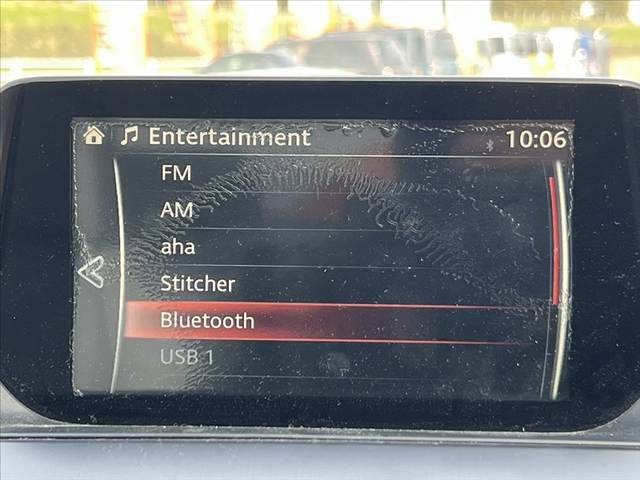 Entertainment 10:06
FM
AM
aha
Stitcher
Bluetooth
USB 1